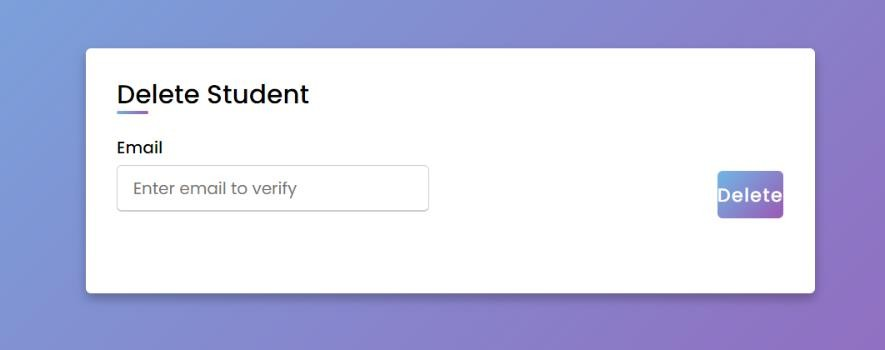 Delete Student
Email
Enter email to verify
Delete